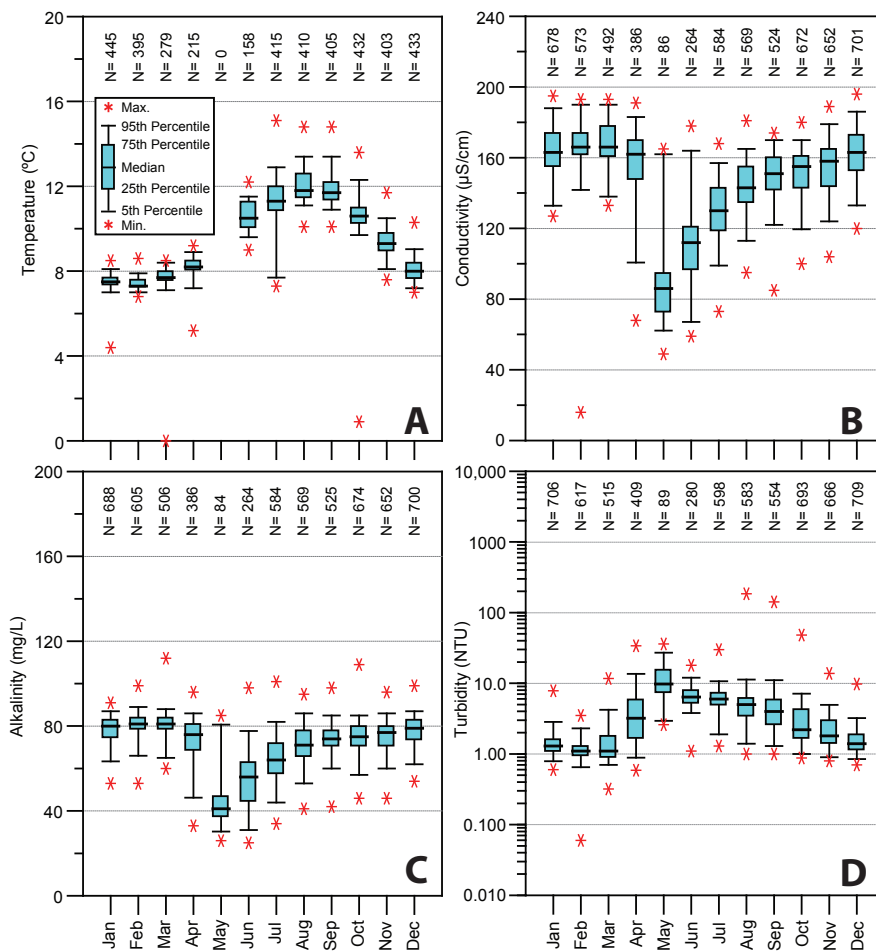 20
16
12
8
4
0
Temperature (ºC)
N= 445
N= 395
N= 279
N= 215
N= 0
N= 158
N= 415
N= 410
N= 405
N= 432
N= 403
N= 433
Max.
95th Percentile
75th Percentile
Median
25th Percentile
5th Percentile
Min.
A
240
200
160
120
80
40
0
Conductivity (µS/cm)
N= 678
N= 573
N= 492
N= 386
N= 86
N= 264
N= 584
N= 569
N= 524
N= 672
N= 652
N= 701
B
200
160
120
80
40
0
Alkalinity (mg/L)
N= 688
N= 605
N= 506
N= 386
N= 84
N= 264
N= 584
N= 569
N= 525
N= 674
N= 652
N= 700
C
Jan
Feb
Mar
Apr
May
Jun
Jul
Aug
Sep
Oct
Nov
Dec
10,000
1000
100
10.0
1.00
0.100
0.010
Turbidity (NTU)
N= 706
N= 617
N= 515
N= 409
N= 89
N= 280
N= 598
N= 583
N= 554
N= 693
N= 666
N= 709
D
Jan
Feb
Mar
Apr
May
Jun
Jul
Aug
Sep
Oct
Nov
Dec